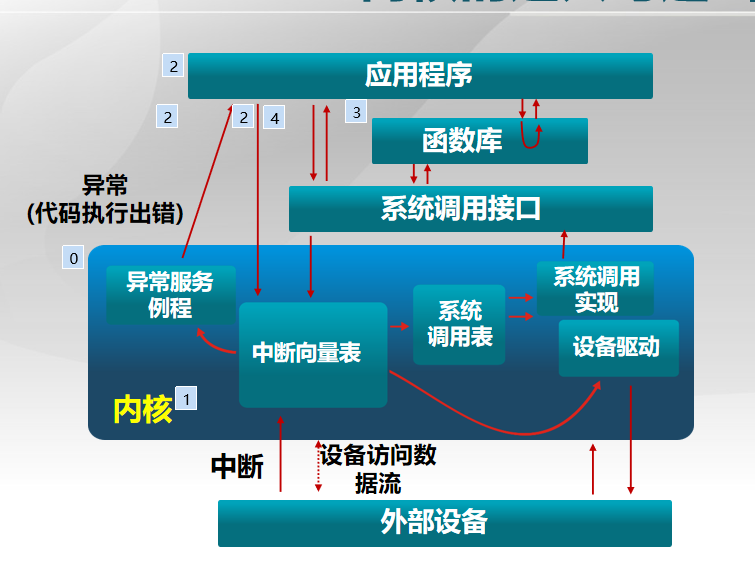 2
应用程序
2
2
4
3
函数库
异常
(代码执行出错)
系统调用接口
0
异常服务
例程
系统调用
实现
系统
调用表
中断向量表
设备驱动
内核
1
中断
设备访问数
据流
外部设备